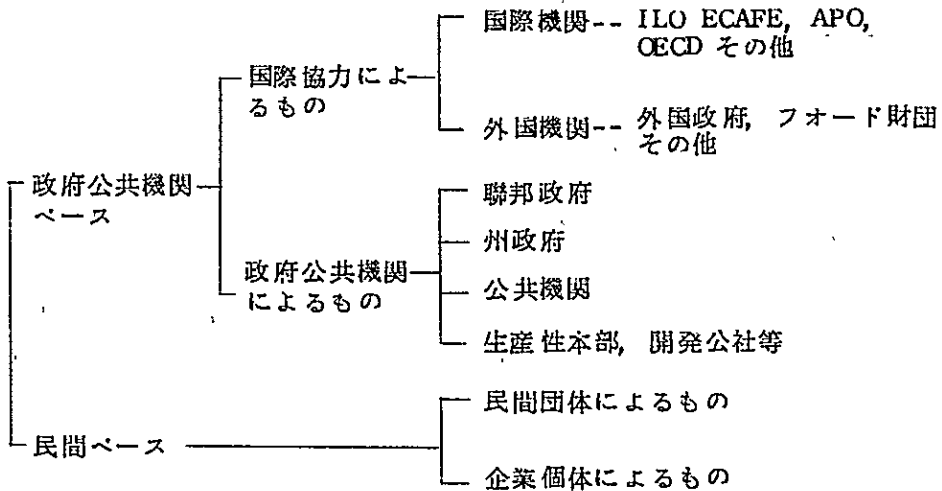 国際機関-- ILO ECAFE, APO,
OECD その他
国際協力によ
るもの
外国機関-- 外国政府, フオード財団
その他
政府公共機関
ベース
聯邦政府
州政府
政府公共機関
によるもの
公共機関
生産性本部, 開発公社等
民間団体によるもの
民間ベース
企業個体によるもの